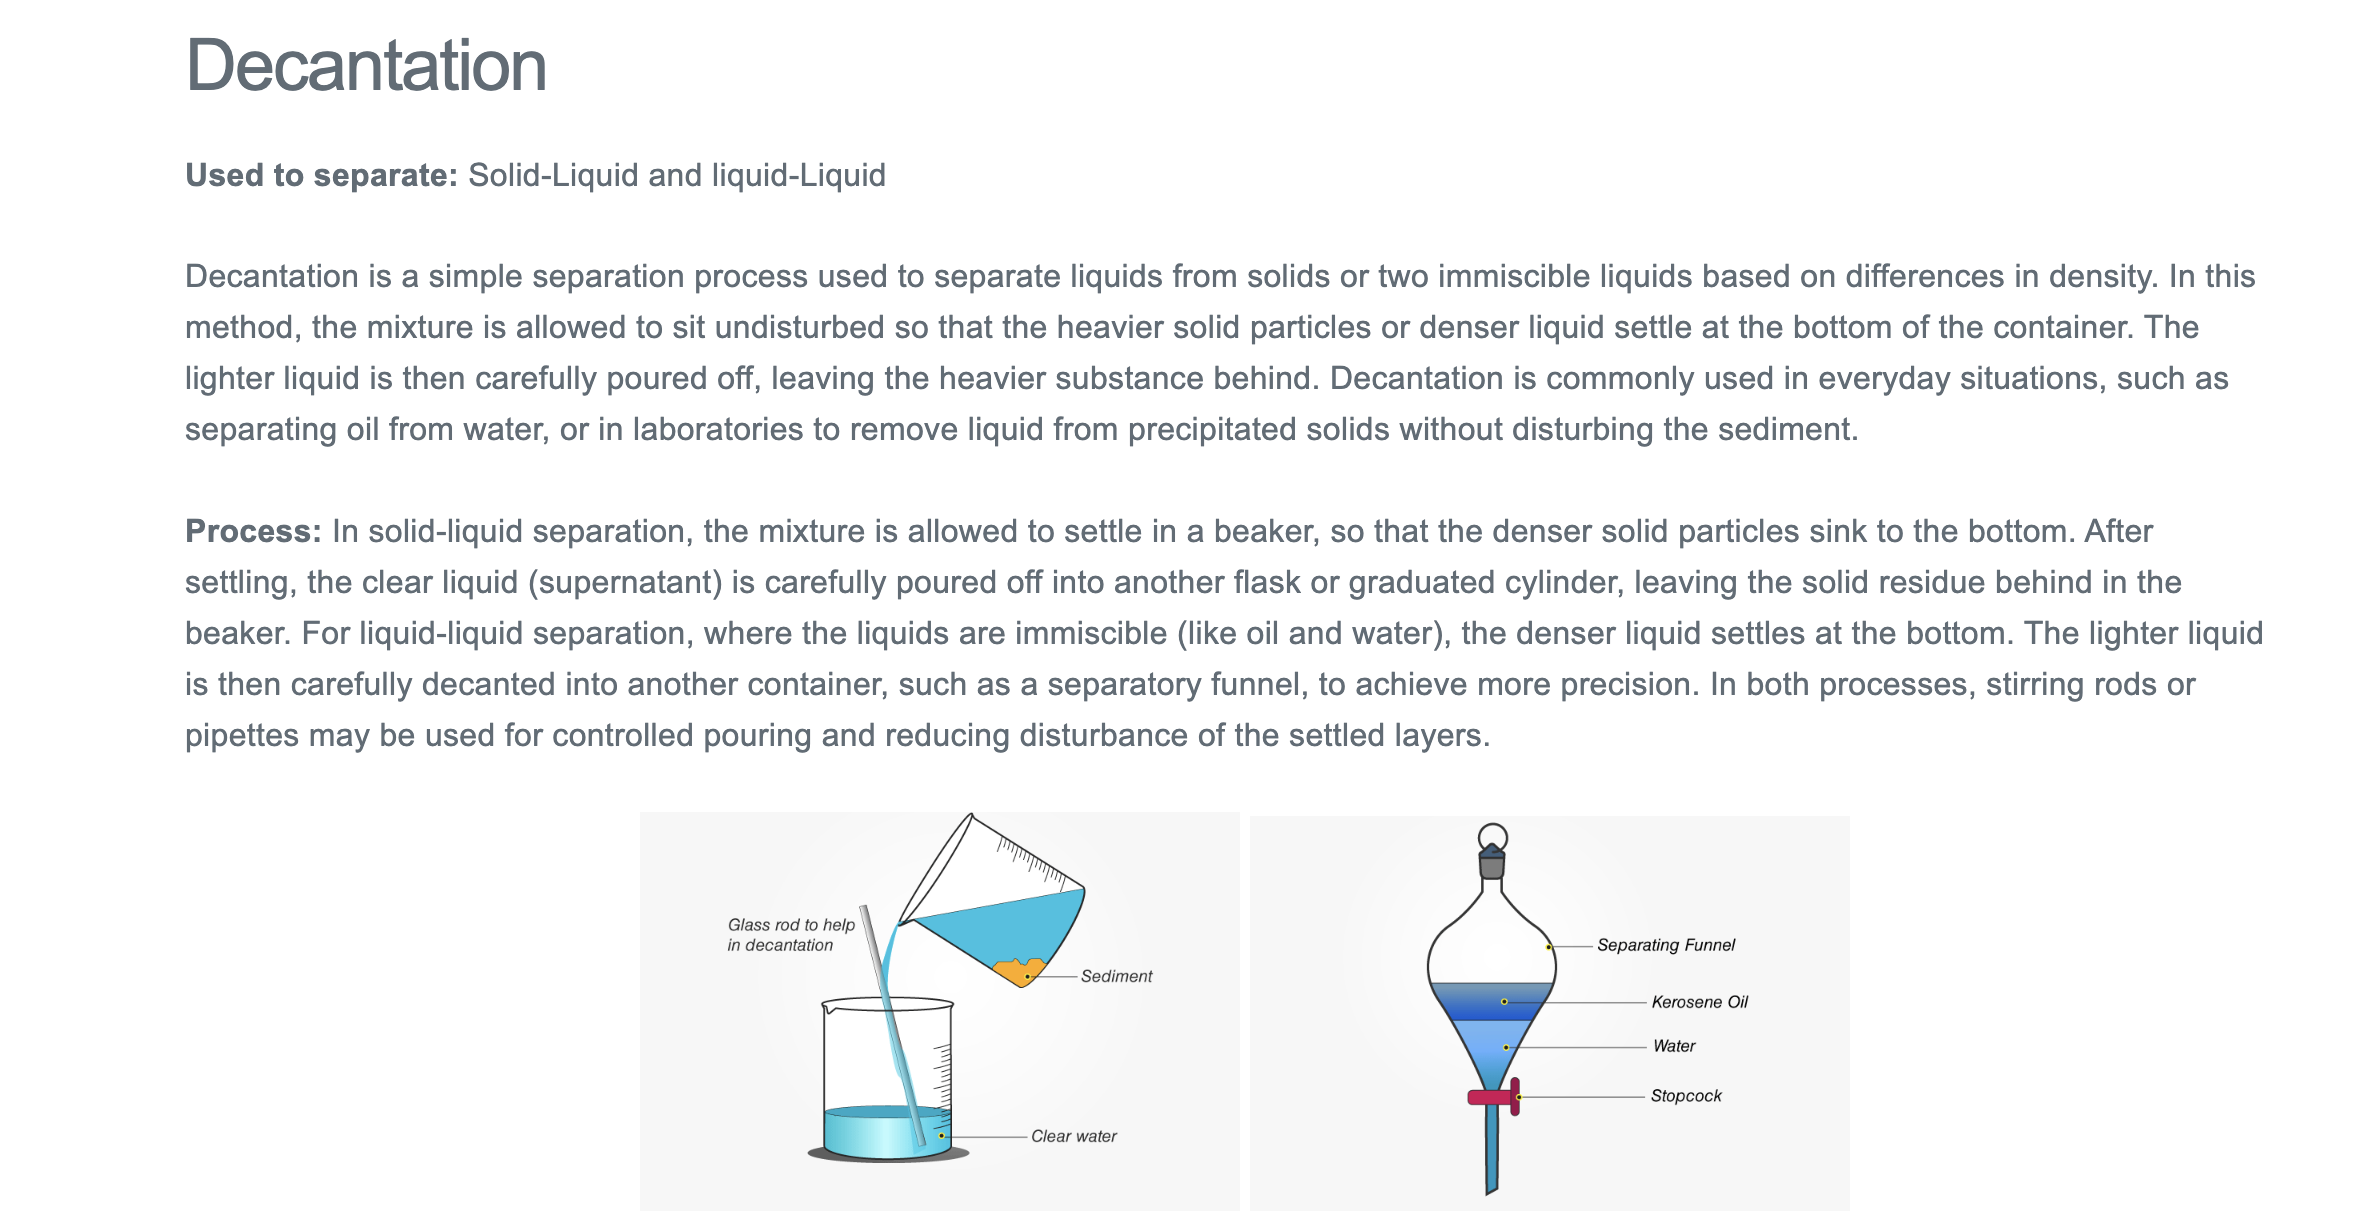 Decantation
Used to separate: Solid-Liquid and liquid-Liquid
Decantation is a simple separation process used to separate liquids from solids or two immiscible liquids based on differences in density. In this
method, the mixture is allowed to sit undisturbed so that the heavier solid particles or denser liquid settle at the bottom of the container. The
lighter liquid is then carefully poured off, leaving the heavier substance behind. Decantation is commonly used in everyday situations, such as
separating oil from water, or in laboratories to remove liquid from precipitated solids without disturbing the sediment.
Process: In solid-liquid separation, the mixture is allowed to settle in a beaker, so that the denser solid particles sink to the bottom. After
settling, the clear liquid (supernatant) is carefully poured off into another flask or graduated cylinder, leaving the solid residue behind in the
beaker. For liquid-liquid separation, where the liquids are immiscible (like oil and water), the denser liquid settles at the bottom. The lighter liquid
is then carefully decanted into another container, such as a separatory funnel, to achieve more precision. In both processes, stirring rods or
pipettes may be used for controlled pouring and reducing disturbance of the settled layers.
Glass rod to help
in decantation
Sediment
Clear water
Separating Funnel
Kerosene Oil
Water
Stopcock